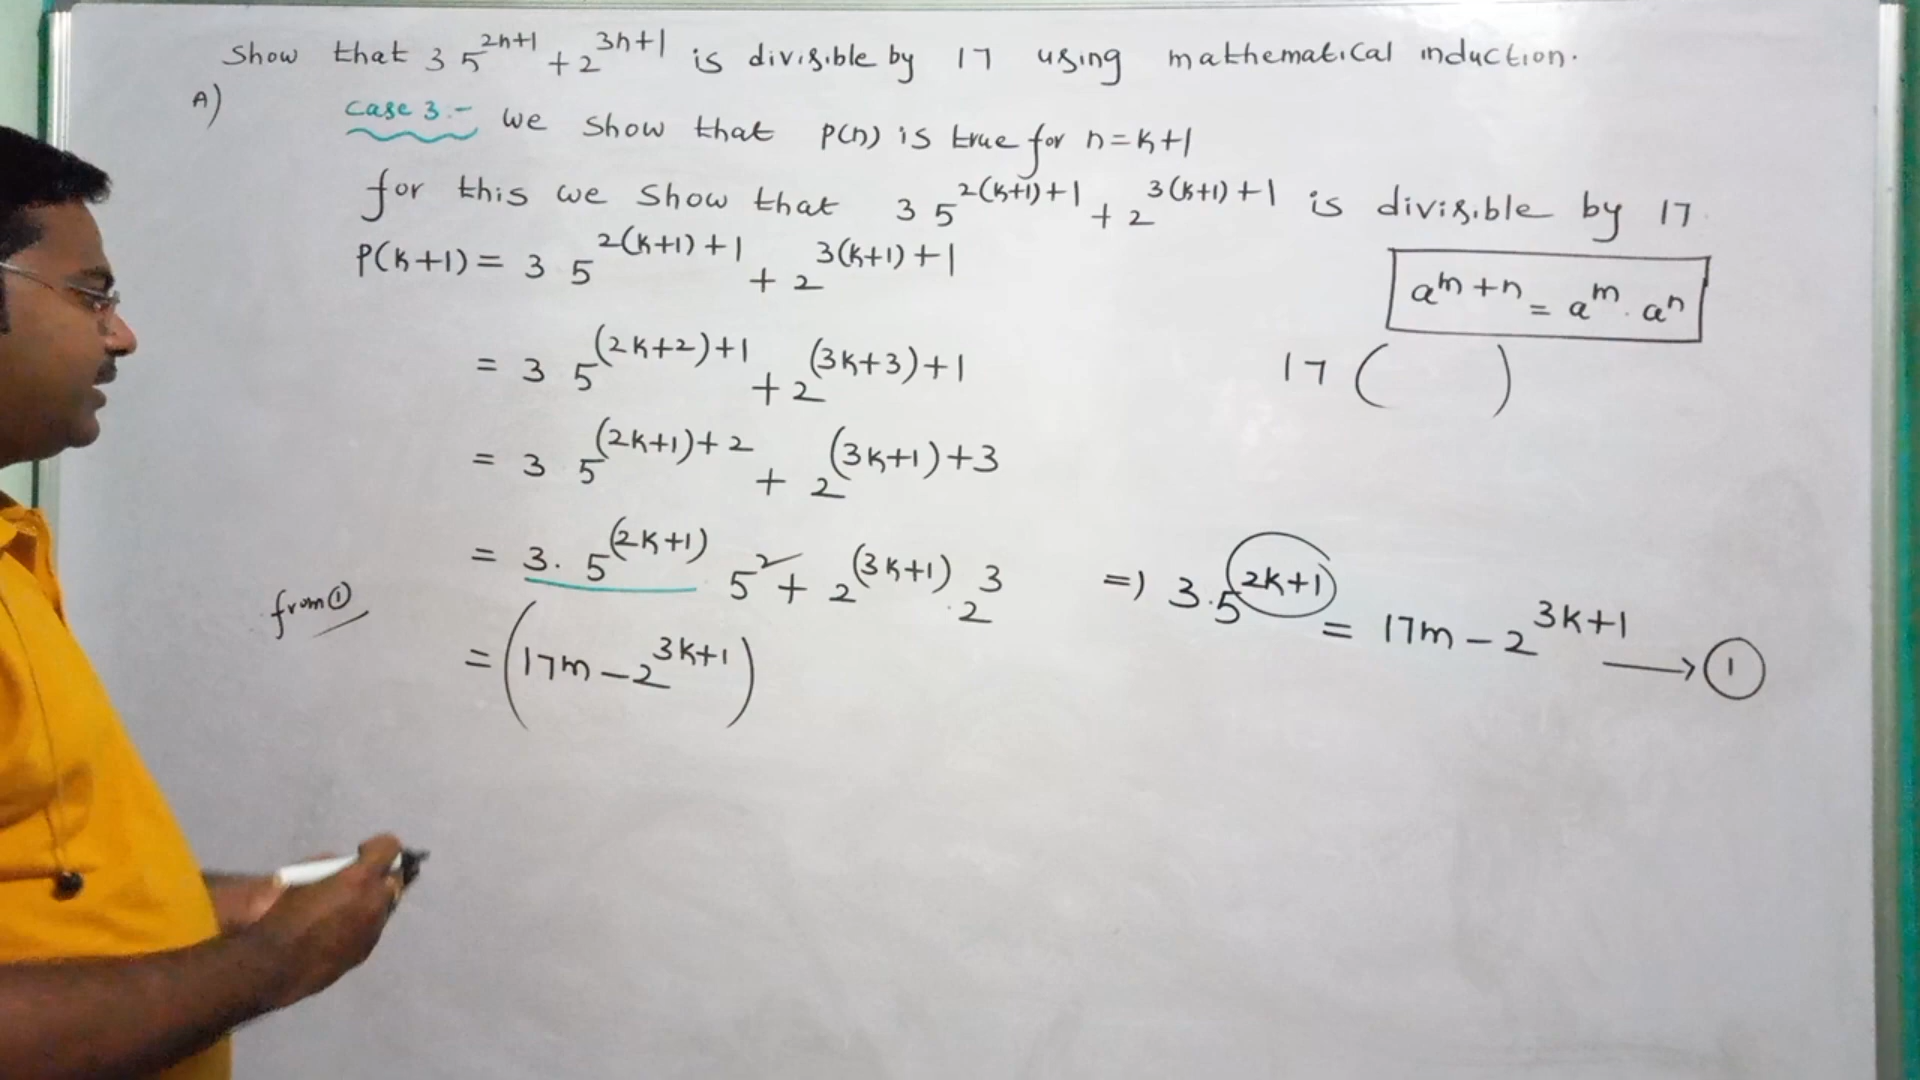 Show that 3 5^{2n+1} + 2^{3n+1} is divisible by 17 using mathematical induction.
A)
Case 3:- We Show that P(n) is true for n=k+1
for this we Show that 3 5^{2(k+1)+1} + 2^{3(k+1)+1} is divisible by 17
P(k+1) = 3 5^{2(k+1)+1} + 2^{3(k+1)+1}
a^{m+n} = a^m . a^n
= 3 5^{(2k+2)+1} + 2^{(3k+3)+1}
17 ( )
= 3 5^{(2k+1)+2} + 2^{(3k+1)+3}
= 3. 5^{(2k+1)} 5^2 + 2^{(3k+1)} . 2^3
=) 3.5^{2k+1} = 17m - 2^{3k+1} → ①
from ①
= (17m - 2^{3k+1})